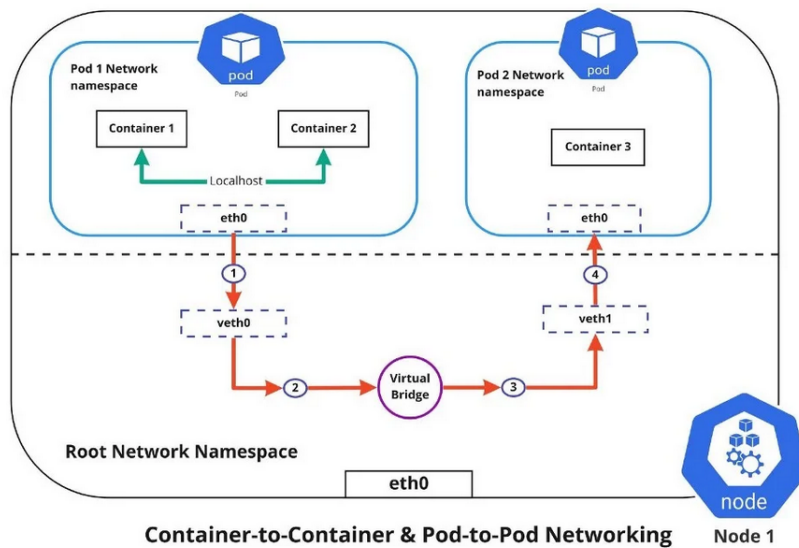 pod
Pod
Pod 1 Network
namespace
Container 1
Container 2
Localhost
eth0
pod
Pod
Pod 2 Network
namespace
Container 3
eth0
1
4
veth0
veth1
2
Virtual
Bridge
3
Root Network Namespace
eth0
node
Container-to-Container & Pod-to-Pod Networking
Node 1